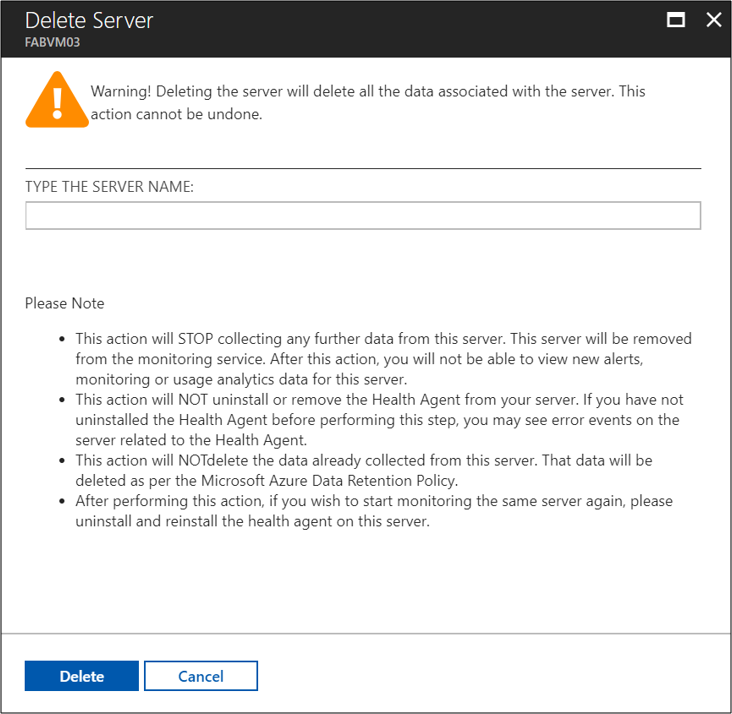 Delete Server
FABVM03
Warning! Deleting the server will delete all the data associated with the server. This
action cannot be undone.
TYPE THE SERVER NAME:
Please Note
• This action will STOP collecting any further data from this server. This server will be removed
from the monitoring service. After this action, you will not be able to view new alerts,
monitoring or usage analytics data for this server.
• This action will NOT uninstall or remove the Health Agent from your server. If you have not
uninstalled the Health Agent before performing this step, you may see error events on the
server related to the Health Agent.
• This action will NOTdelete the data already collected from this server. That data will be
deleted as per the Microsoft Azure Data Retention Policy.
• After performing this action, if you wish to start monitoring the same server again, please
uninstall and reinstall the health agent on this server.
Delete
Cancel